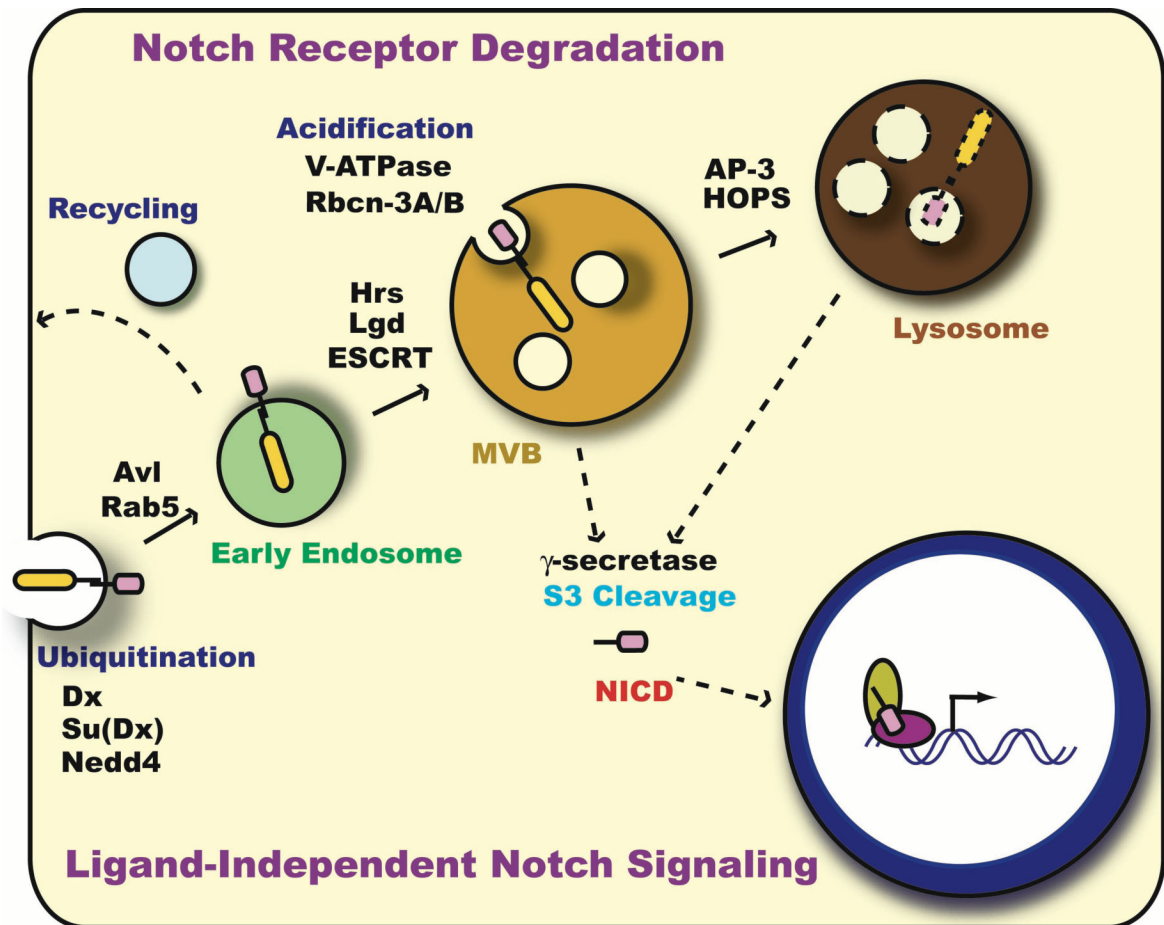 Notch Receptor Degradation
Acidification
V-ATPase
Rbcn-3A/B
AP-3
HOPS
Recycling
Hrs
Lgd
ESCRT
Lysosome
MVB
Avl
Rab5
Early Endosome
γ-secretase
S3 Cleavage
Ubiquitination
Dx
Su(Dx)
Nedd4
NICD
Ligand-Independent Notch Signaling